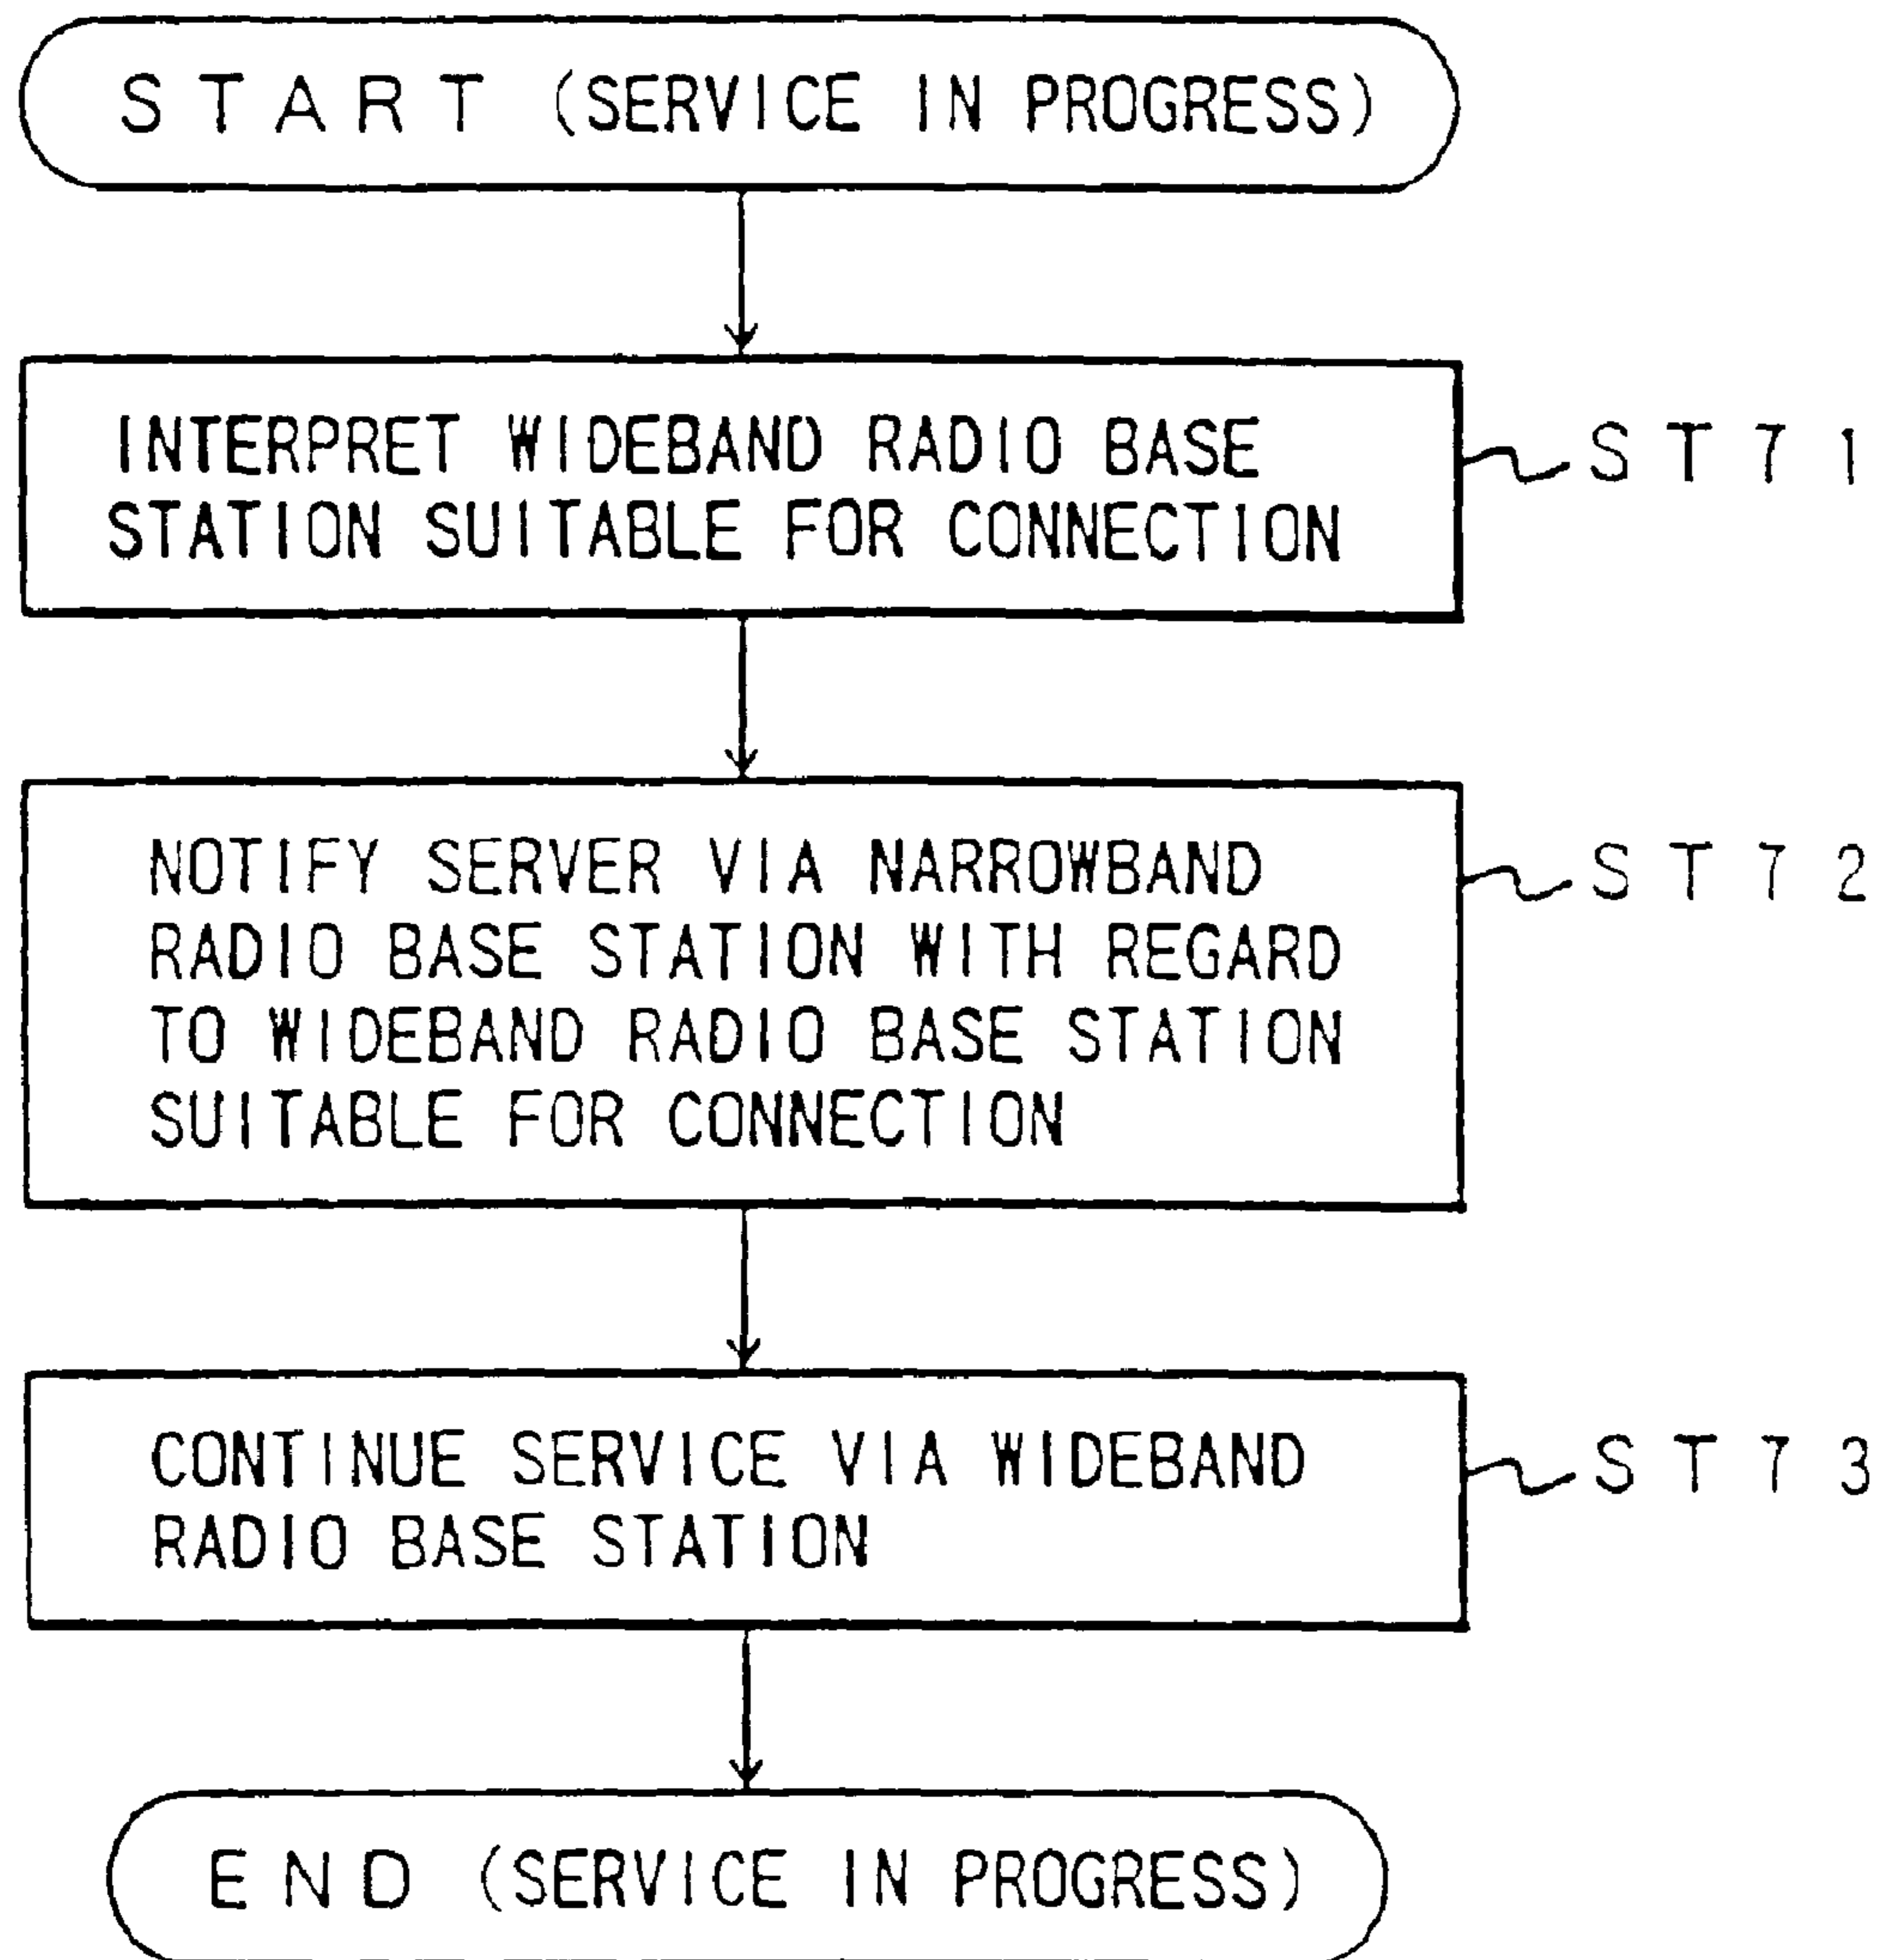 START (SERVICE IN PROGRESS)
INTERPRET WIDEBAND RADIO BASE
STATION SUITABLE FOR CONNECTION
ST71
NOTIFY SERVER VIA NARROWBAND
RADIO BASE STATION WITH REGARD
TO WIDEBAND RADIO BASE STATION
SUITABLE FOR CONNECTION
ST72
CONTINUE SERVICE VIA WIDEBAND
RADIO BASE STATION
ST73
END (SERVICE IN PROGRESS)